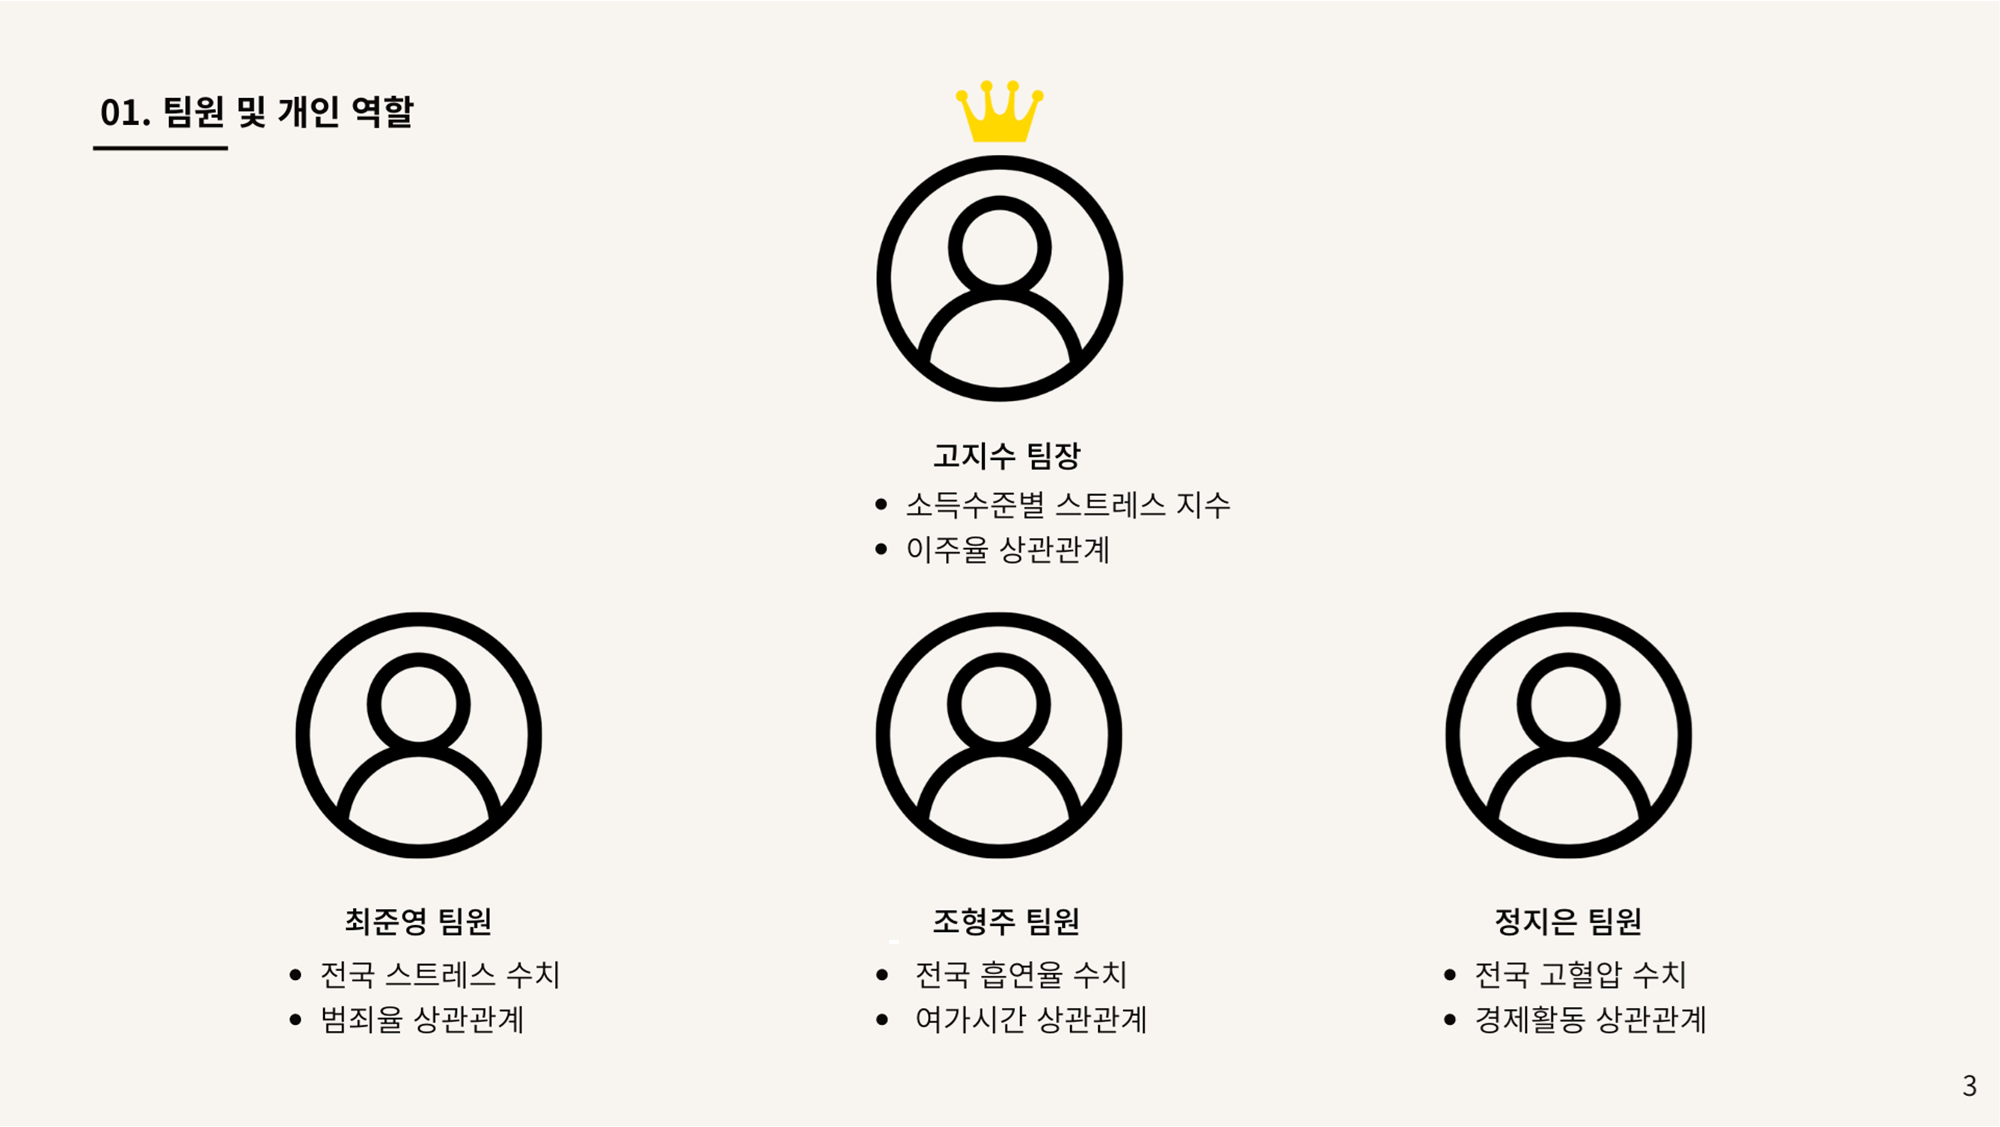 01. 팀원 및 개인 역할
고지수 팀장
• 소득수준별 스트레스 지수
• 이주율 상관관계
최준영 팀원
• 전국 스트레스 수치
• 범죄율 상관관계
조형주 팀원
• 전국 흡연율 수치
• 여가시간 상관관계
정지은 팀원
• 전국 고혈압 수치
• 경제활동 상관관계
3